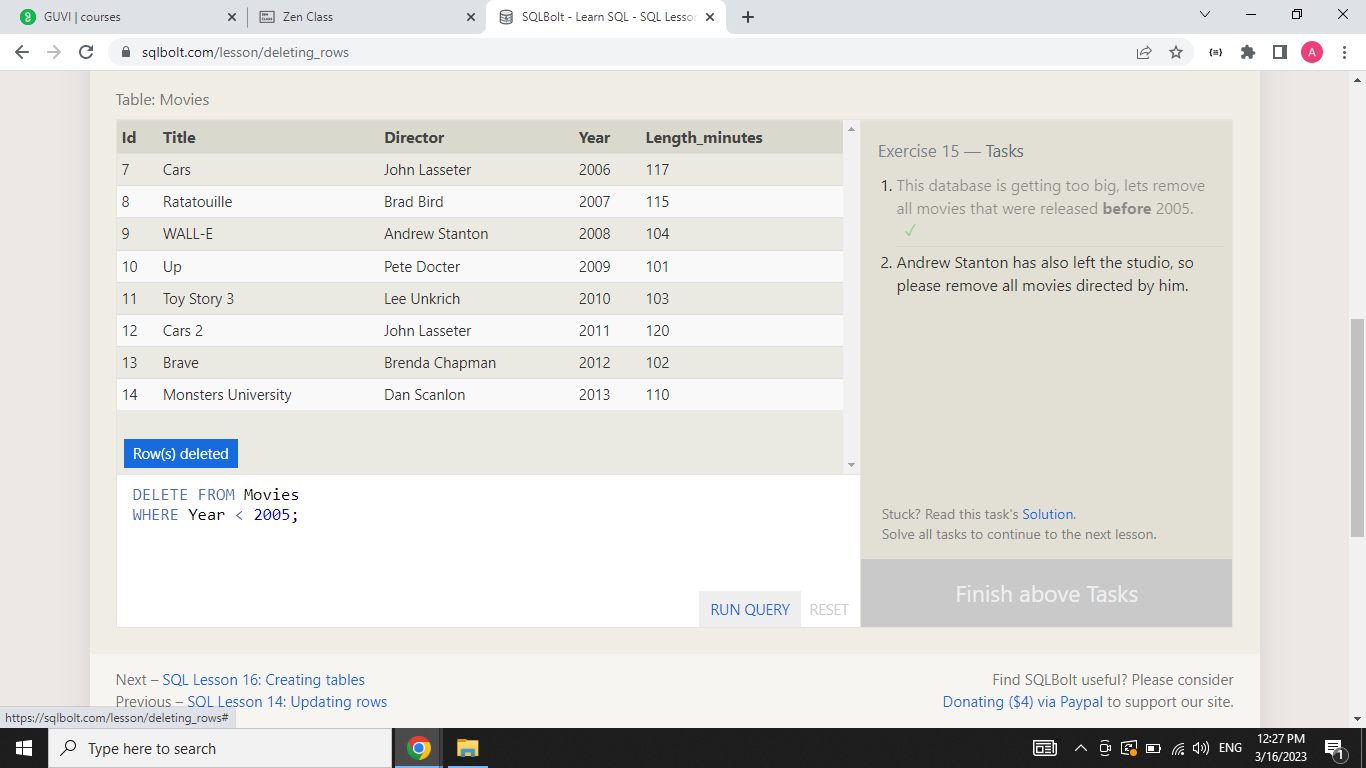 GUVI | courses
Zen Class
SQLBolt - Learn SQL - SQL Lesso
sqlbolt.com/lesson/deleting_rows
A
Table: Movies
Id Title Director Year Length_minutes
7 Cars John Lasseter 2006 117
8 Ratatouille Brad Bird 2007 115
9 WALL-E Andrew Stanton 2008 104
10 Up Pete Docter 2009 101
11 Toy Story 3 Lee Unkrich 2010 103
12 Cars 2 John Lasseter 2011 120
13 Brave Brenda Chapman 2012 102
14 Monsters University Dan Scanlon 2013 110
Row(s) deleted
DELETE FROM Movies
WHERE Year < 2005;
RUN QUERY RESET
Exercise 15 — Tasks
1. This database is getting too big, lets remove
all movies that were released before 2005.
✓
2. Andrew Stanton has also left the studio, so
please remove all movies directed by him.
Stuck? Read this task's Solution.
Solve all tasks to continue to the next lesson.
Finish above Tasks
Next – SQL Lesson 16: Creating tables
Previous – SQL Lesson 14: Updating rows
Find SQLBolt useful? Please consider
Donating ($4) via Paypal to support our site.
https://sqlbolt.com/lesson/deleting_rows#
Type here to search
ENG
12:27 PM
3/16/2023
1